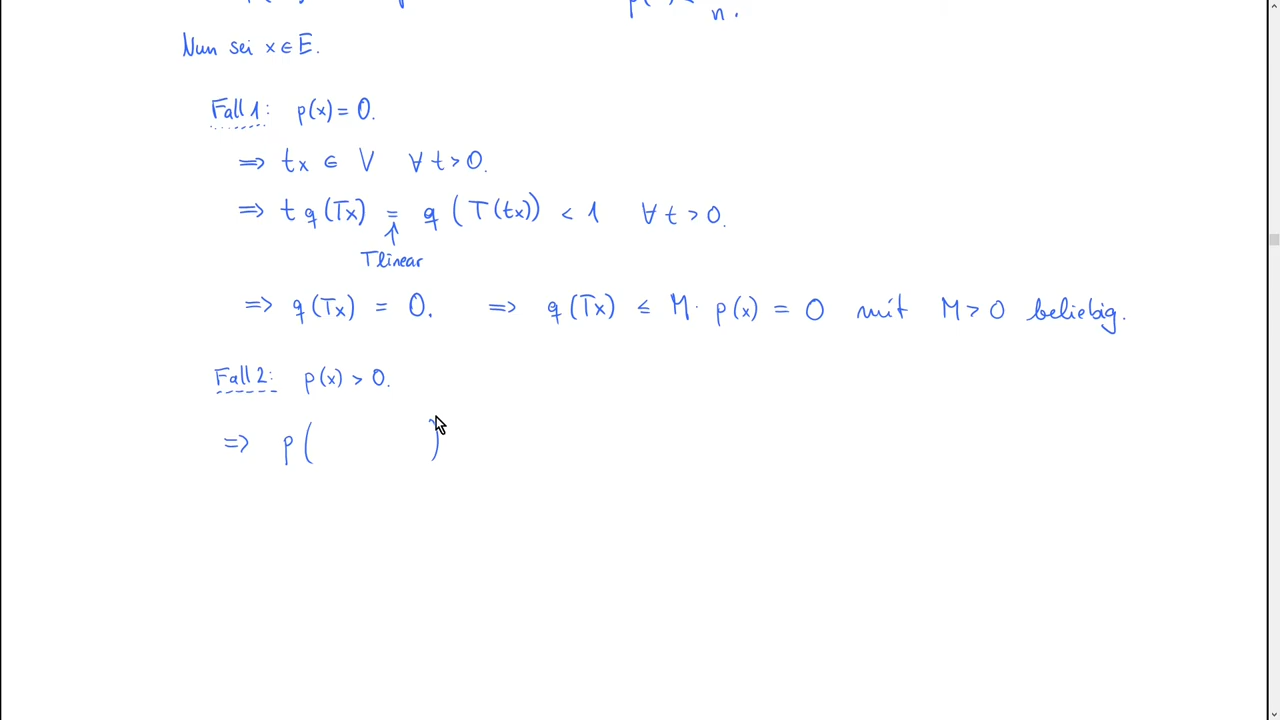 n.
Nun sei x ∈ E.
Fall 1: p(x) = 0.
⇒ tx ∈ V ∀ t > 0.
⇒ t q(Tx) = q(T(tx)) < 1 ∀ t > 0.
↑
T linear
⇒ q(Tx) = 0. ⇒ q(Tx) ≤ M · p(x) = 0 mit M > 0 beliebig.
Fall 2: p(x) > 0.
⇒ p( )